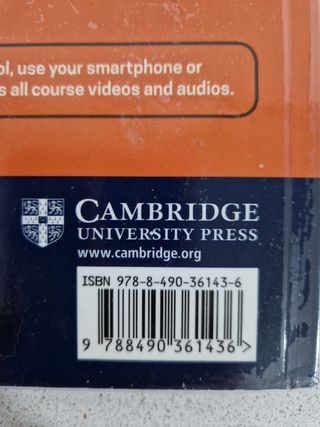 ol, use your smartphone or
s all course videos and audios.
CAMBRIDGE
UNIVERSITY PRESS
www.cambridge.org
ISBN 978-8-490-36143-6
9 788490 361436 >